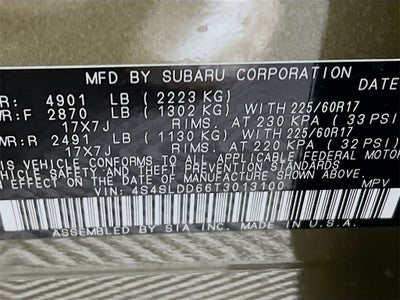 MFD BY SUBARU CORPORATION DATE
R: 4901 LB (2223 KG)
WR:F 2870 LB (1302 KG) WITH 225/60R17
17X7J RIMS, AT 230 KPA (33 PSI
WR:R 2491 LB (1130 KG) WITH 225/60R17
17X7J RIMS, AT 220 KPA (32 PSI
IS VEHICLE CONFORMS TO ALL APPLICABLE FEDERAL MOTOR
VEHICLE SAFETY AND THEFT PREVENTION STANDARDS
N EFFECT ON THE DATE OF MANUFACTURE SHOWN ABOVE.
VIN: 4S4SLDD66T3013100 MPV
ASSEMBLED BY SIA INC. MADE IN U.S.A.